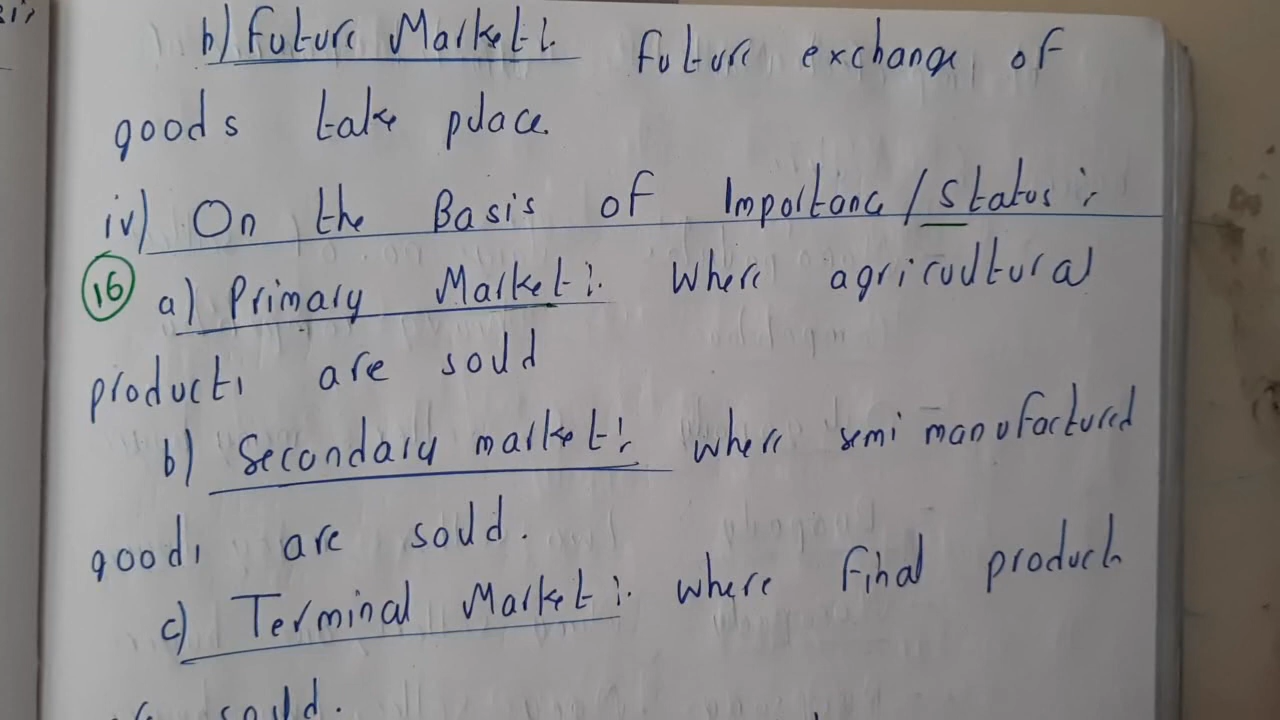 b) Future Market:. Future exchange of
goods take place.
iv) On the Basis of Importanc / Status :
16 a) Primary Market :. Where agricultural
products are sold
b) Secondary market :. where semi manufactured
goods are sold.
c) Terminal Market :. where final products
sold.